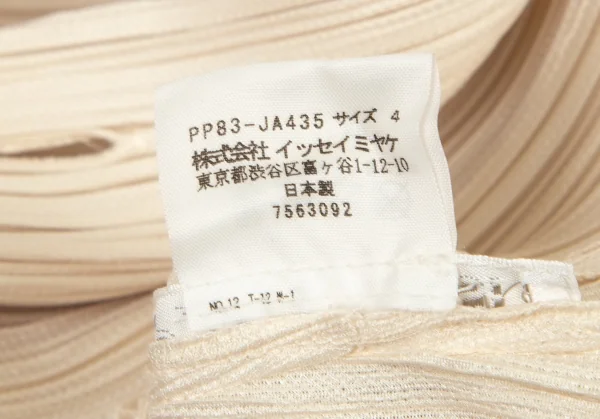 PP83-JA435 サイズ 4
株式会社 イッセイミヤケ
東京都渋谷区富ヶ谷1-12-10
日本製
7563092
NO.12 T-12 M-1